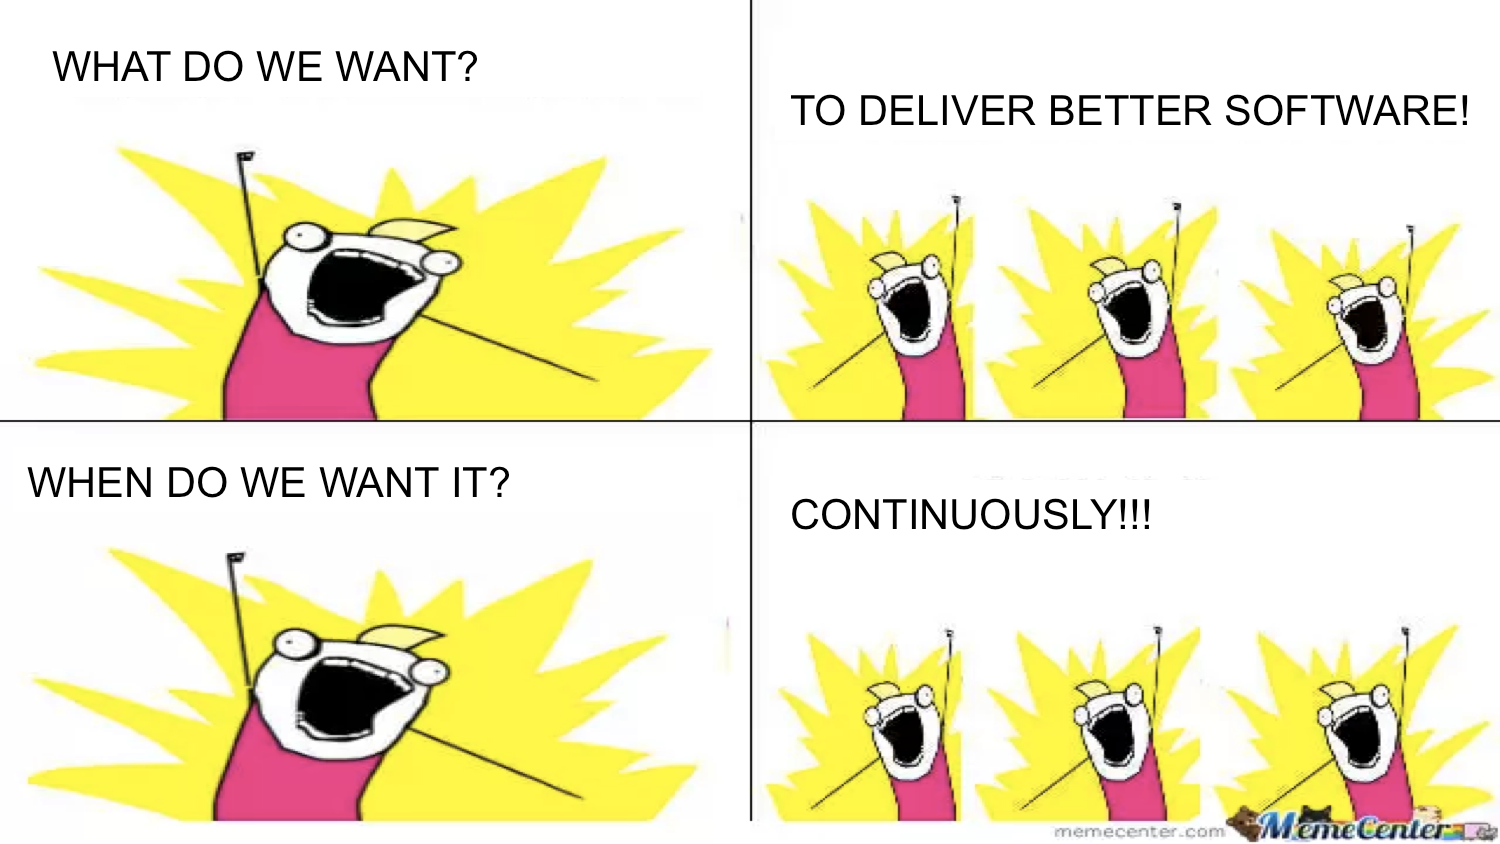 WHAT DO WE WANT?
TO DELIVER BETTER SOFTWARE!
WHEN DO WE WANT IT?
CONTINUOUSLY!!!
memecenter.com
MemeCenter